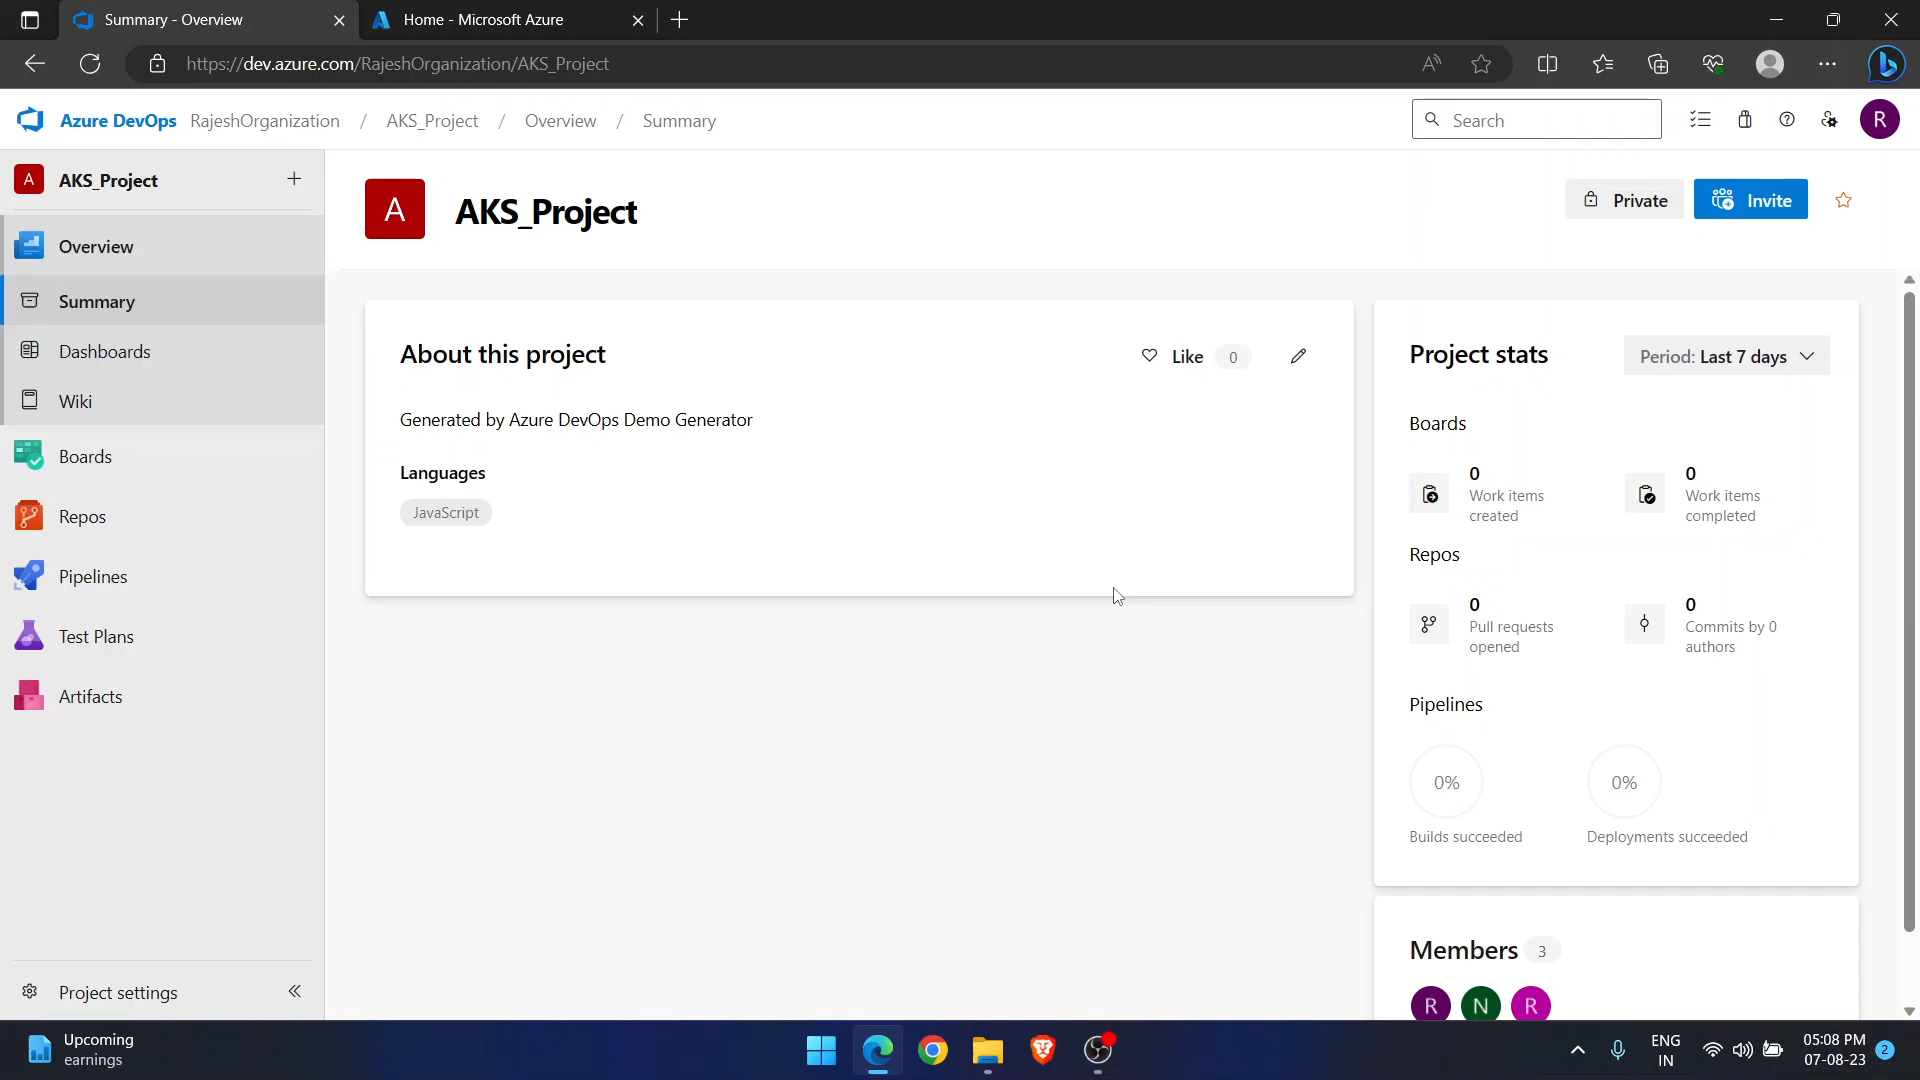 Summary - Overview
Home - Microsoft Azure
https://dev.azure.com/RajeshOrganization/AKS_Project
Azure DevOps RajeshOrganization / AKS_Project / Overview / Summary
Search
R
A AKS_Project
Overview
Summary
Dashboards
Wiki
Boards
Repos
Pipelines
Test Plans
Artifacts
Project settings
A AKS_Project
Private
Invite
About this project
Like 0
Generated by Azure DevOps Demo Generator
Languages
JavaScript
Project stats
Period: Last 7 days
Boards
0
Work items
created
0
Work items
completed
Repos
0
Pull requests
opened
0
Commits by 0
authors
Pipelines
0%
Builds succeeded
0%
Deployments succeeded
Members 3
R N R
Upcoming
earnings
ENG
IN
05:08 PM
07-08-23
2